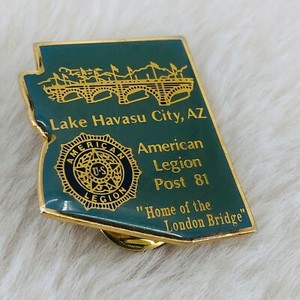 Lake Havasu City, AZ
American
Legion
Post 81
AMERICAN
U·S
LEGION
"Home of the
London Bridge"